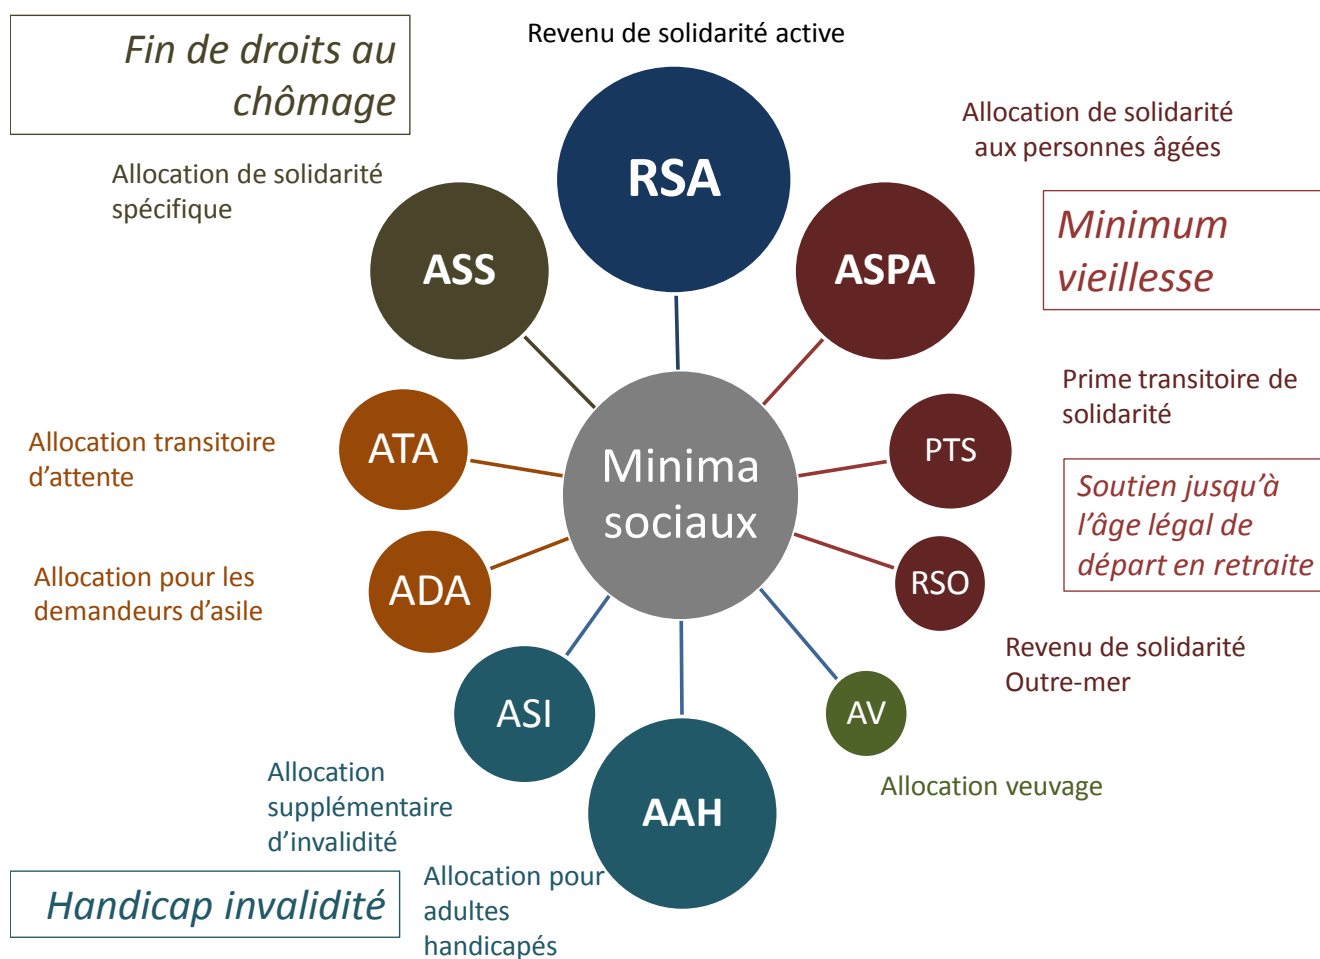 Fin de droits au
chômage
Revenu de solidarité active
Allocation de solidarité
aux personnes âgées
RSA
Allocation de solidarité
spécifique
ASS
ASPA
Minimum
vieillesse
Prime transitoire de
solidarité
Allocation transitoire
d’attente
ATA
PTS
Minima
sociaux
Soutien jusqu’à
l’âge légal de
départ en retraite
Allocation pour les
demandeurs d’asile
ADA
RSO
Revenu de solidarité
Outre-mer
ASI
AV
Allocation
supplémentaire
d’invalidité
AAH
Allocation veuvage
Handicap invalidité
Allocation pour
adultes
handicapés